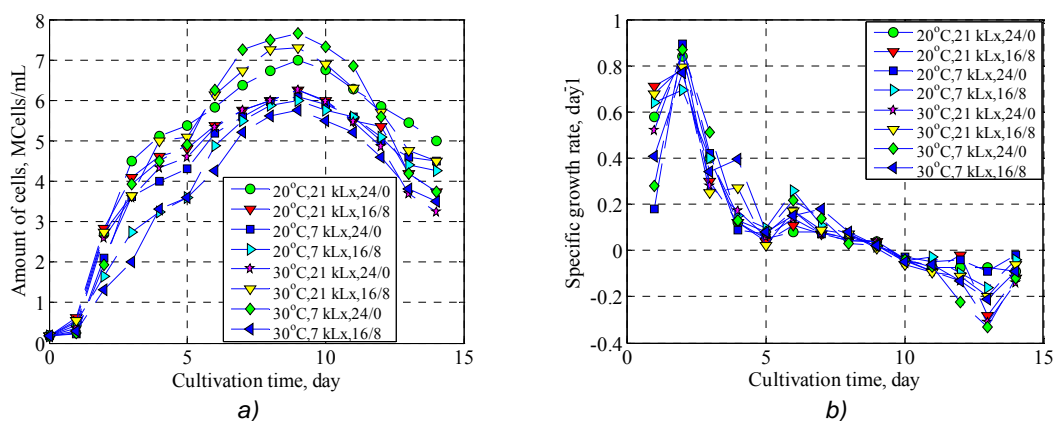 8
7
6
5
4
3
2
1
0
Amount of cells, MCells/mL
20°C,21 kLx,24/0
20°C,21 kLx,16/8
20°C,7 kLx,24/0
20°C,7 kLx,16/8
30°C,21 kLx,24/0
30°C,21 kLx,16/8
30°C,7 kLx,24/0
30°C,7 kLx,16/8
0 5 10 15
Cultivation time, day
a)
1
0.8
0.6
0.4
0.2
0
-0.2
-0.4
Specific growth rate, day1
20°C,21 kLx,24/0
20°C,21 kLx,16/8
20°C,7 kLx,24/0
20°C,7 kLx,16/8
30°C,21 kLx,24/0
30°C,21 kLx,16/8
30°C,7 kLx,24/0
30°C,7 kLx,16/8
0 5 10 15
Cultivation time, day
b)